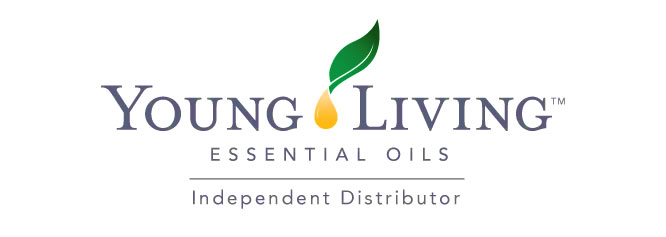 YOUNG LIVING™
ESSENTIAL OILS
Independent Distributor